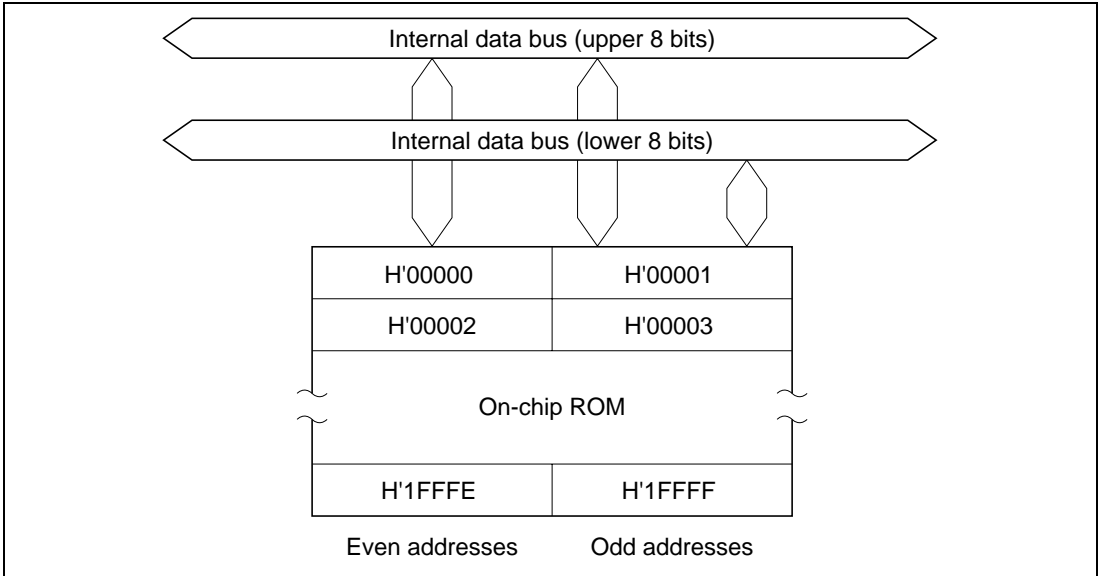 Internal data bus (upper 8 bits)
Internal data bus (lower 8 bits)
H'00000 H'00001
H'00002 H'00003
On-chip ROM
H'1FFFE H'1FFFF
Even addresses Odd addresses